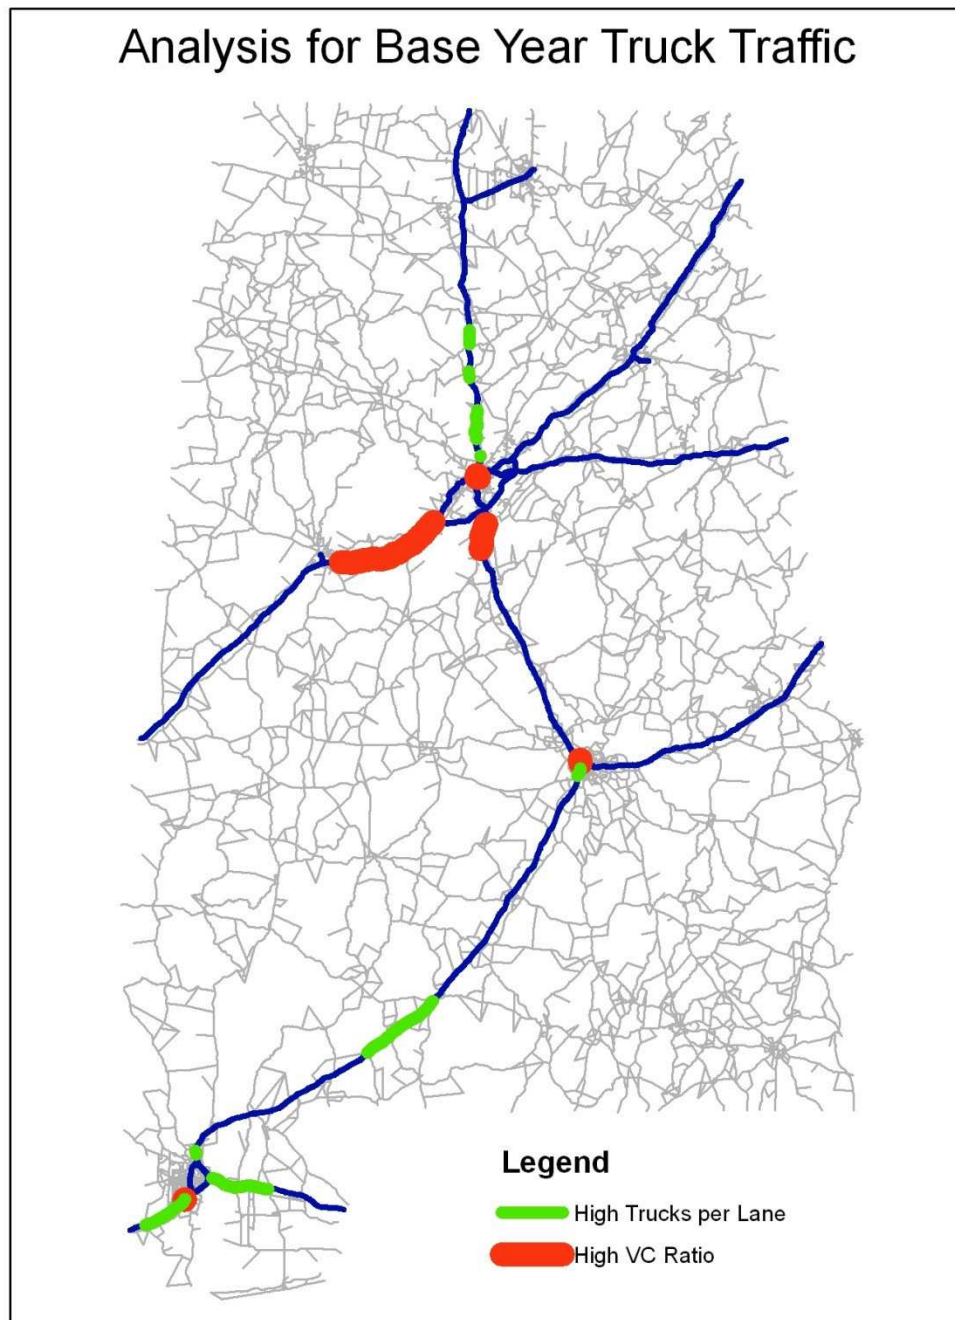 Analysis for Base Year Truck Traffic
Legend
High Trucks per Lane
High VC Ratio